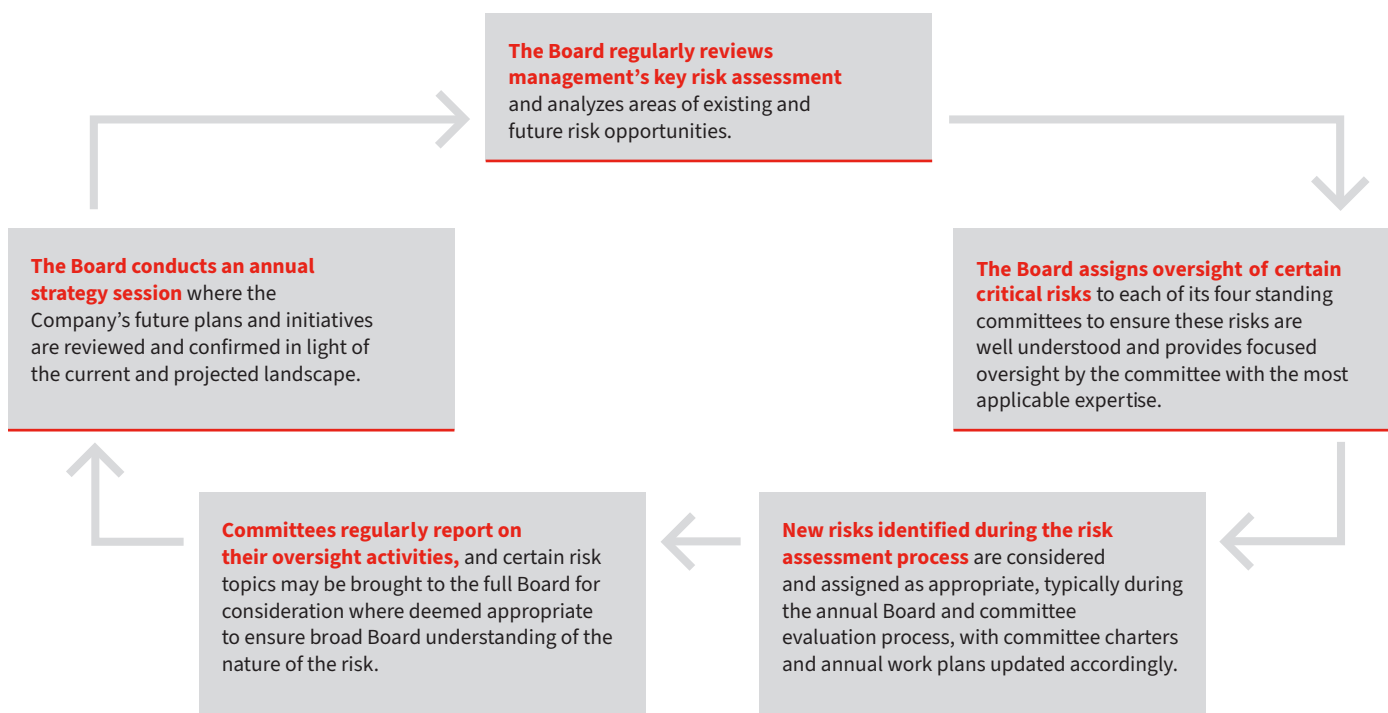 The Board regularly reviews
management’s key risk assessment
and analyzes areas of existing and
future risk opportunities.
The Board assigns oversight of certain
critical risks to each of its four standing
committees to ensure these risks are
well understood and provides focused
oversight by the committee with the most
applicable expertise.
New risks identified during the risk
assessment process are considered
and assigned as appropriate, typically during
the annual Board and committee
evaluation process, with committee charters
and annual work plans updated accordingly.
Committees regularly report on
their oversight activities, and certain risk
topics may be brought to the full Board for
consideration where deemed appropriate
to ensure broad Board understanding of the
nature of the risk.
The Board conducts an annual
strategy session where the
Company’s future plans and initiatives
are reviewed and confirmed in light of
the current and projected landscape.